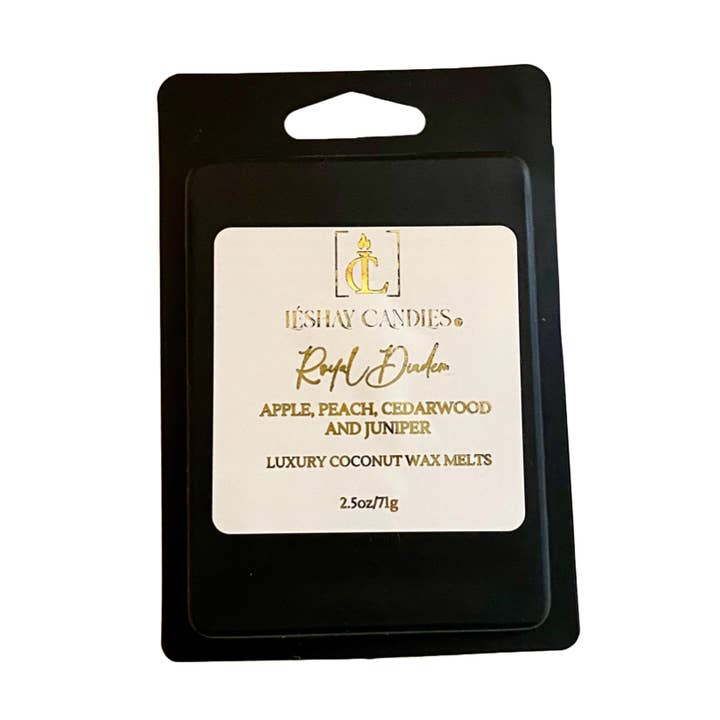 CL
LÉSHAY CANDLES®
Royal Diadem
APPLE, PEACH, CEDARWOOD
AND JUNIPER
LUXURY COCONUT WAX MELTS
2.5oz/71g